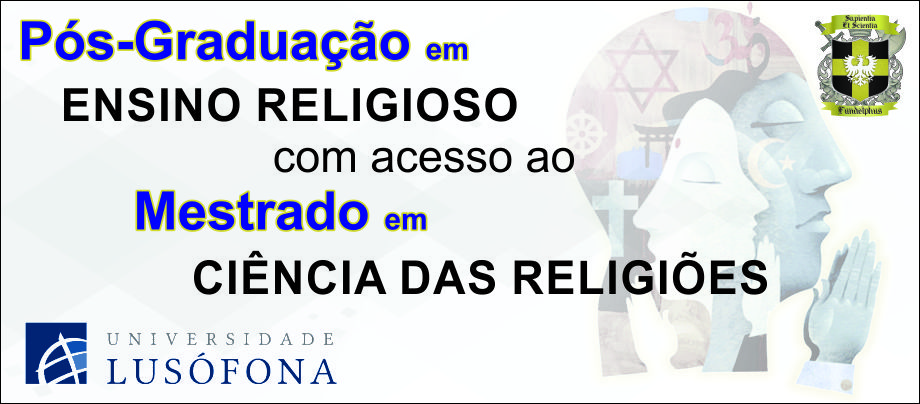 Pós-Graduação em
ENSINO RELIGIOSO
com acesso ao
Mestrado em
CIÊNCIA DAS RELIGIÕES
UNIVERSIDADE
LUSÓFONA
Sapientia
Et Scientia
Fundelphus